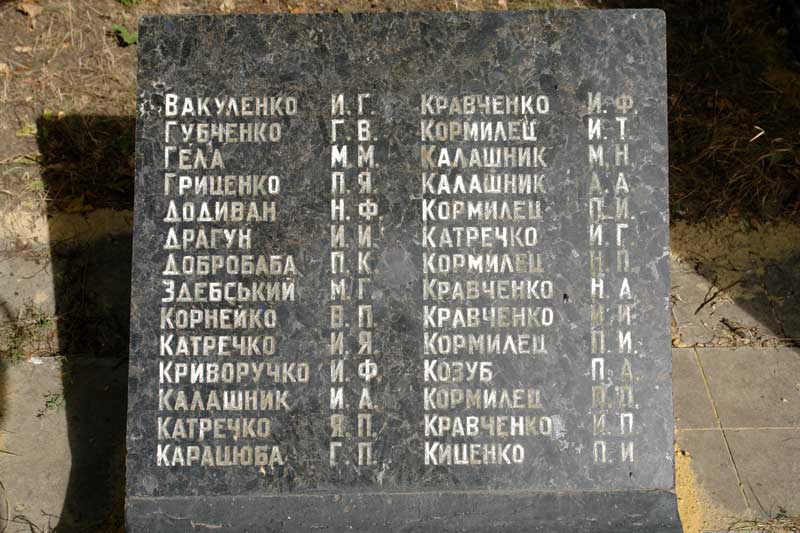 Вакуленко И. Г. Кравченко И. Ф.
Губченко Г. В. Кормилец И. Т.
Гела М. М. Калашник М. Н.
Гриценко П. Я. Калашник А. А
Додиван Н. Ф. Кормилец П. И.
Драгун И. И. Катречко И. Г.
Добробаба П. К. Кормилец Н. П.
Здебський М. Г. Кравченко Н. А
Корнейко В. П. Кравченко И. И
Катречко И. Я Кормилец П. И.
Криворучко И. Ф Козуб П. А
Калашник И. А. Кормилец П. П.
Катречко Я. П. Кравченко И. П
Карашюба Г. П. Киценко П. И